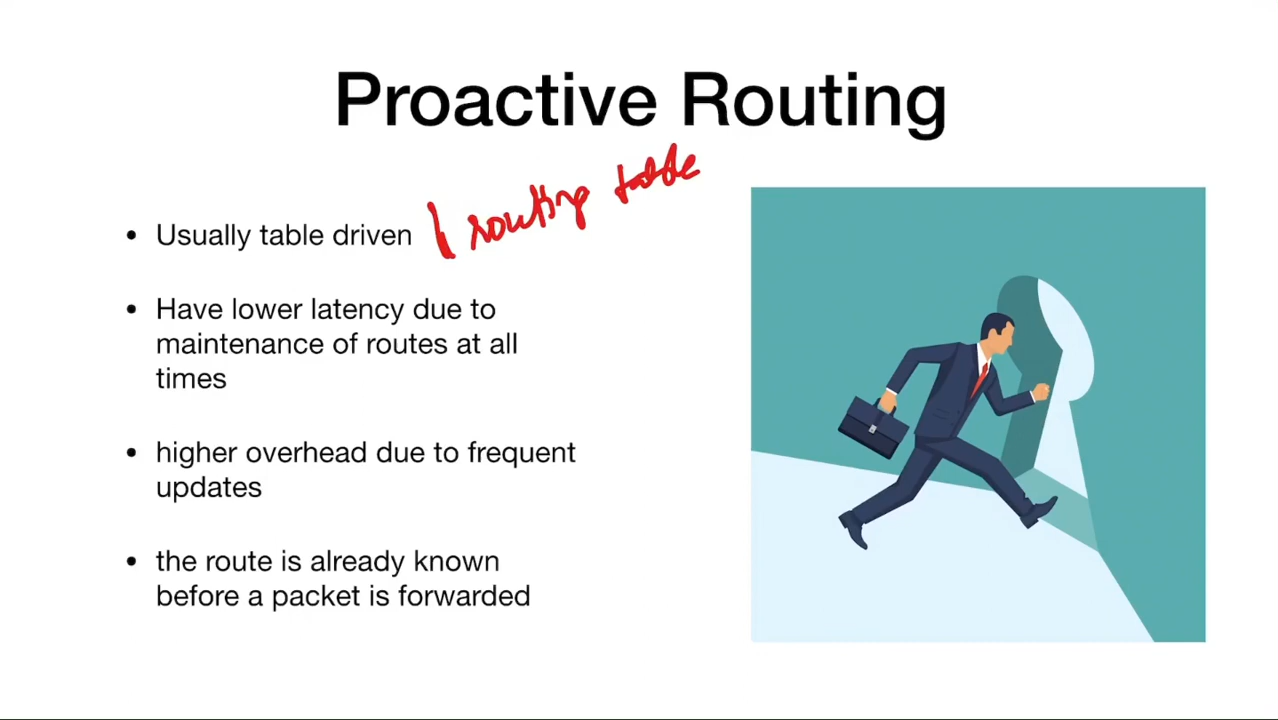 Proactive Routing
• Usually table driven
routing table
• Have lower latency due to
maintenance of routes at all
times
• higher overhead due to frequent
updates
• the route is already known
before a packet is forwarded